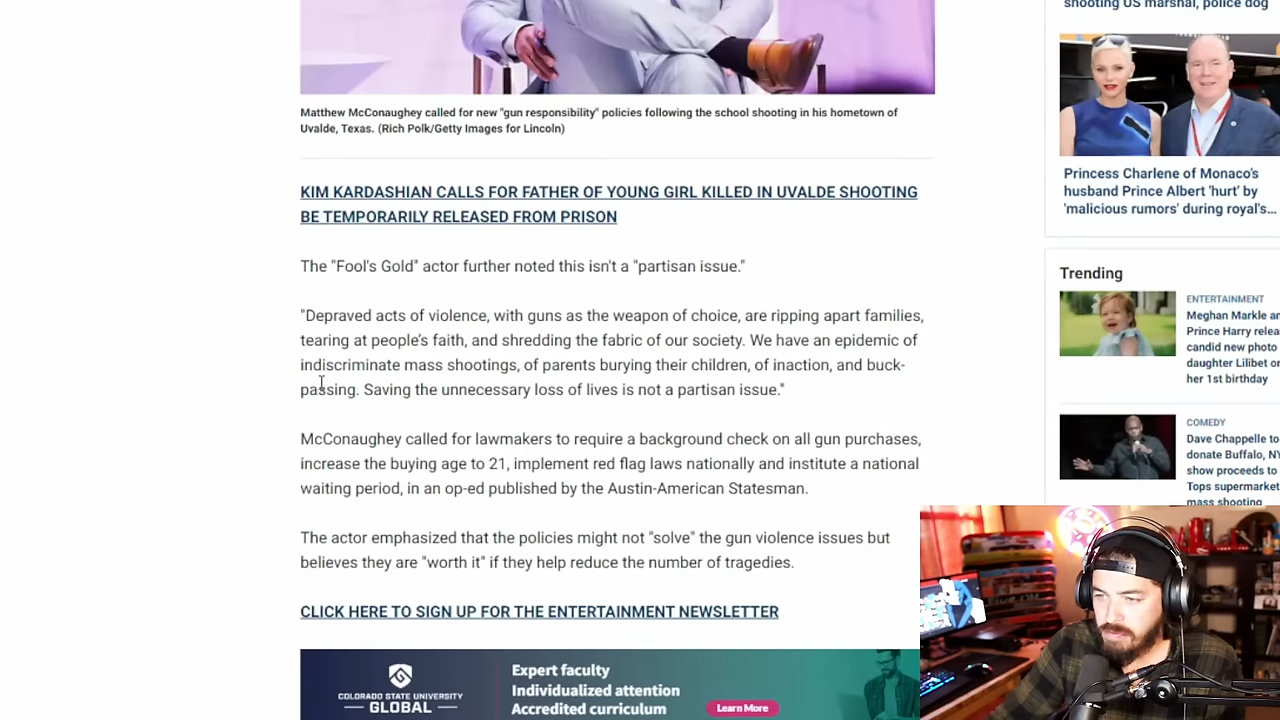 shooting US marshal, police dog
Matthew McConaughey called for new "gun responsibility" policies following the school shooting in his hometown of
Uvalde, Texas. (Rich Polk/Getty Images for Lincoln)
KIM KARDASHIAN CALLS FOR FATHER OF YOUNG GIRL KILLED IN UVALDE SHOOTING
BE TEMPORARILY RELEASED FROM PRISON
The "Fool's Gold" actor further noted this isn't a "partisan issue."
"Depraved acts of violence, with guns as the weapon of choice, are ripping apart families,
tearing at people's faith, and shredding the fabric of our society. We have an epidemic of
indiscriminate mass shootings, of parents burying their children, of inaction, and buck-
passing. Saving the unnecessary loss of lives is not a partisan issue."
McConaughey called for lawmakers to require a background check on all gun purchases,
increase the buying age to 21, implement red flag laws nationally and institute a national
waiting period, in an op-ed published by the Austin-American Statesman.
The actor emphasized that the policies might not "solve" the gun violence issues but
believes they are "worth it" if they help reduce the number of tragedies.
CLICK HERE TO SIGN UP FOR THE ENTERTAINMENT NEWSLETTER
COLORADO STATE UNIVERSITY
GLOBAL
Expert faculty
Individualized attention
Accredited curriculum
Learn More
Princess Charlene of Monaco's
husband Prince Albert 'hurt' by
'malicious rumors' during royal's...
Trending
ENTERTAINMENT
Meghan Markle an
Prince Harry relea
candid new photo
daughter Lilibet on
her 1st birthday
COMEDY
Dave Chappelle to
donate Buffalo, NY
show proceeds to
Tops supermarket
mass shooting